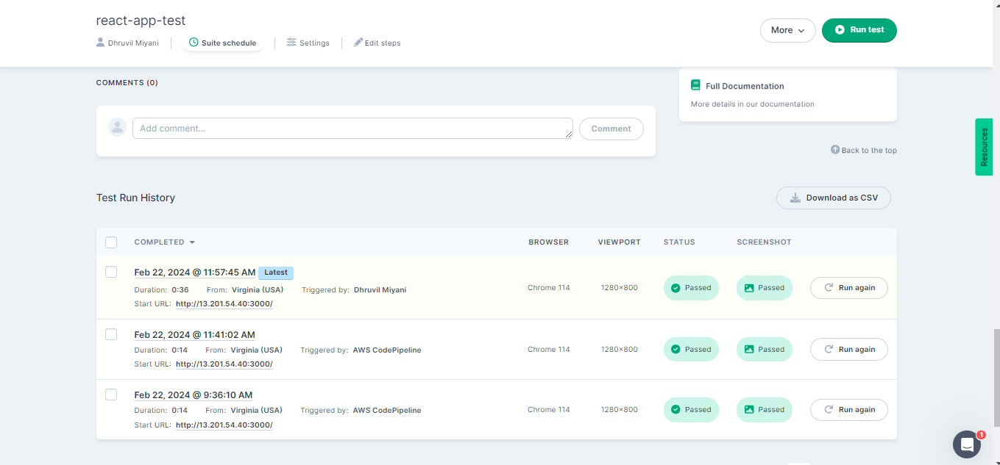 react-app-test
Dhruvil Miyani
Suite schedule
Settings
Edit steps
More
Run test
COMMENTS (0)
Add comment...
Comment
Full Documentation
More details in our documentation
Back to the top
Resources
Test Run History
Download as CSV
COMPLETED BROWSER VIEWPORT STATUS SCREENSHOT
Feb 22, 2024 @ 11:57:45 AM Latest
Duration: 0:36 From: Virginia (USA) Triggered by: Dhruvil Miyani
Start URL: http://13.201.54.40:3000/
Chrome 114 1280×800 Passed Passed Run again
Feb 22, 2024 @ 11:41:02 AM
Duration: 0:14 From: Virginia (USA) Triggered by: AWS CodePipeline
Start URL: http://13.201.54.40:3000/
Chrome 114 1280×800 Passed Passed Run again
Feb 22, 2024 @ 9:36:10 AM
Duration: 0:14 From: Virginia (USA) Triggered by: AWS CodePipeline
Start URL: http://13.201.54.40:3000/
Chrome 114 1280×800 Passed Passed Run again
1